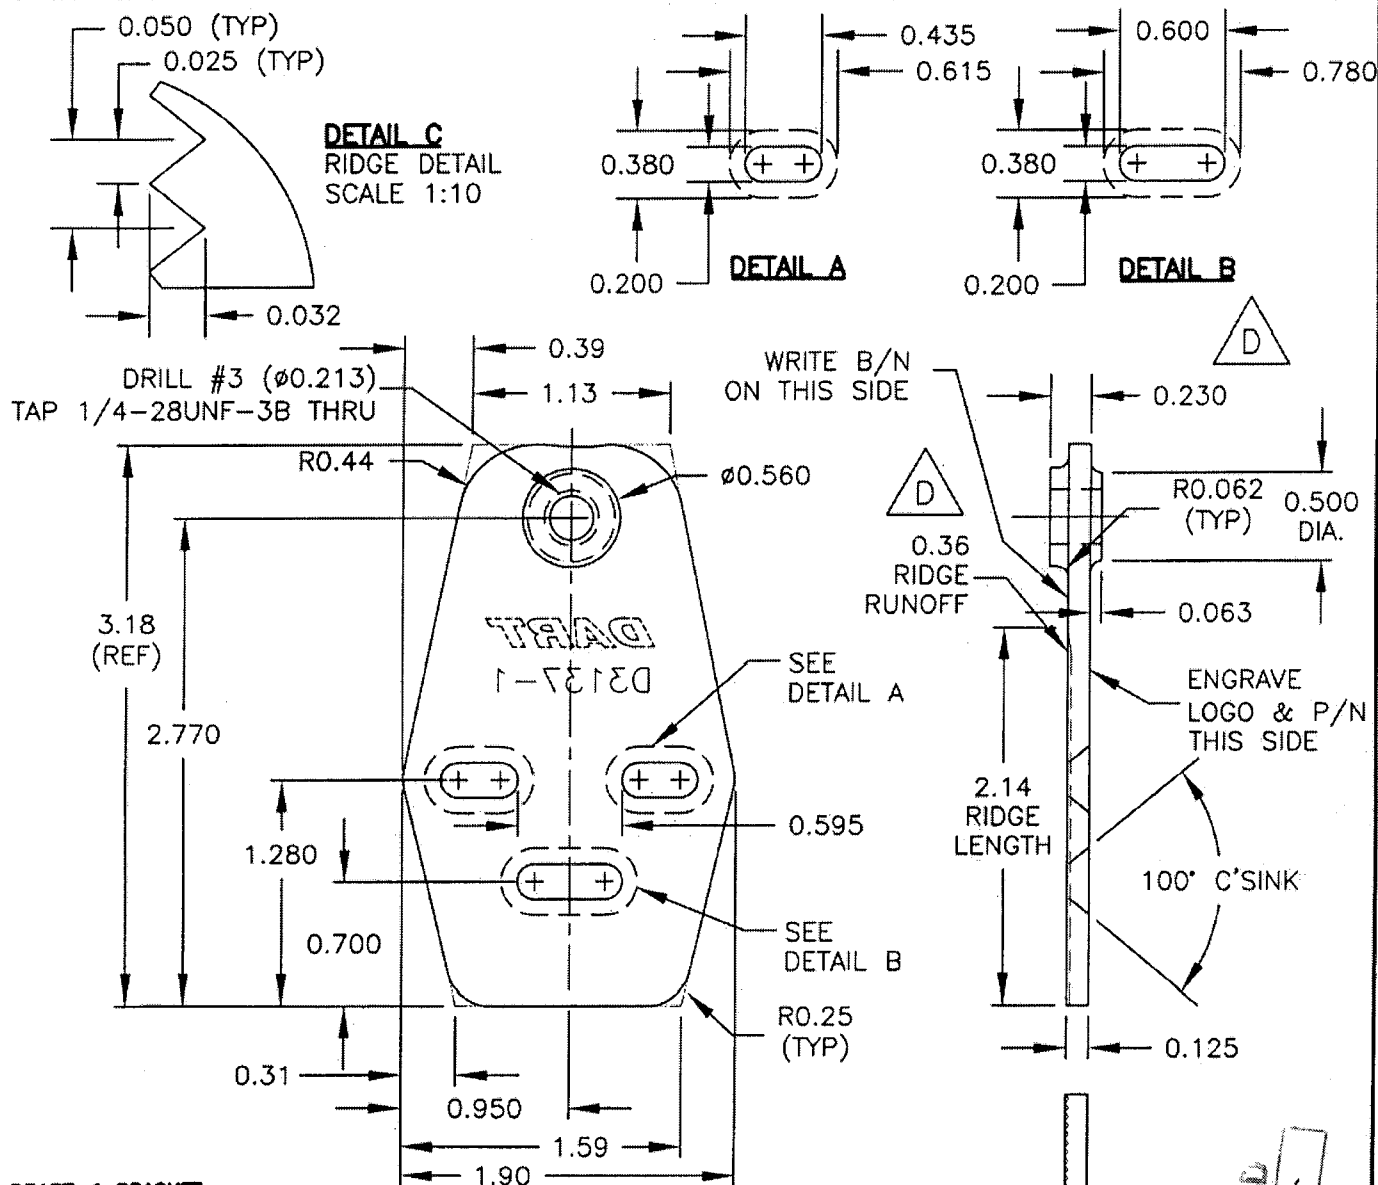 0.050 (TYP)
0.025 (TYP)
DETAIL C
RIDGE DETAIL
SCALE 1:10
0.032
0.435
0.615
0.380
0.200
DETAIL A
0.600
0.780
0.380
0.200
DETAIL B
D
0.39
DRILL #3 (ø0.213)
TAP 1/4-28UNF-3B THRU
1.13
R0.44
ø0.560
3.18
(REF)
2.770
DART
D3137-1
SEE
DETAIL A
0.595
1.280
0.700
SEE
DETAIL B
R0.25
(TYP)
0.31
0.950
1.59
1.90
WRITE B/N
ON THIS SIDE
0.230
D
R0.062
(TYP)
0.500
DIA.
0.36
RIDGE
RUNOFF
0.063
ENGRAVE
LOGO & P/N
THIS SIDE
2.14
RIDGE
LENGTH
100° C'SINK
0.125